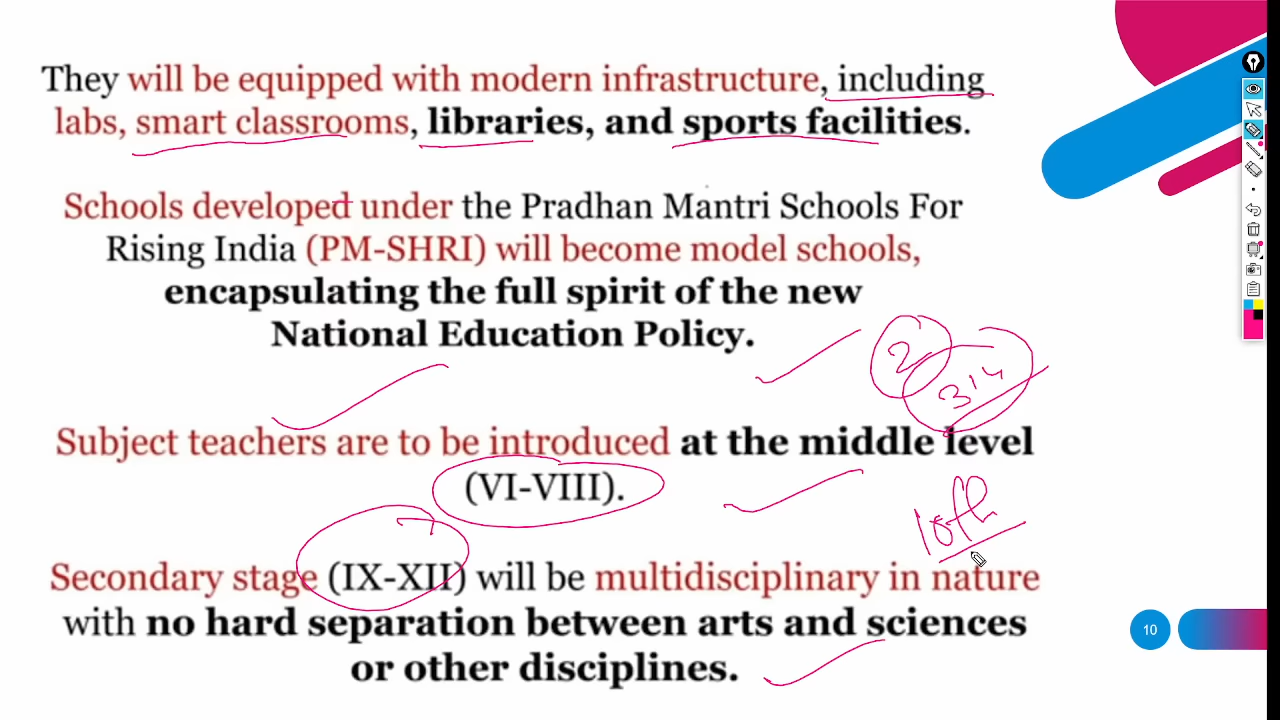 They will be equipped with modern infrastructure, including
labs, smart classrooms, libraries, and sports facilities.
Schools developed under the Pradhan Mantri Schools For
Rising India (PM-SHRI) will become model schools,
encapsulating the full spirit of the new
National Education Policy.
2
3'4
Subject teachers are to be introduced at the middle level
(VI-VIII).
10th
Secondary stage (IX-XII) will be multidisciplinary in nature
with no hard separation between arts and sciences
or other disciplines.
10